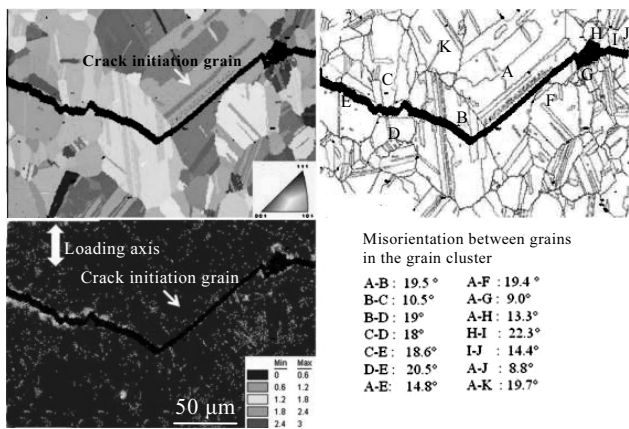 Crack initiation grain
111
001 101
K
A
C
B
E
D
F
G
H
I
J
Loading axis
Crack initiation grain
Min Max
0 0.6
0.6 1.2
1.2 1.8
1.8 2.4
2.4 3
50 μm
Misorientation between grains
in the grain cluster
A-B : 19.5 °
B-C : 10.5°
B-D : 19°
C-D : 18°
C-E : 18.6°
D-E : 20.5°
A-E : 14.8°
A-F : 19.4 °
A-G : 9.0°
A-H : 13.3°
H-I : 22.3°
I-J : 14.4°
A-J : 8.8°
A-K : 19.7°